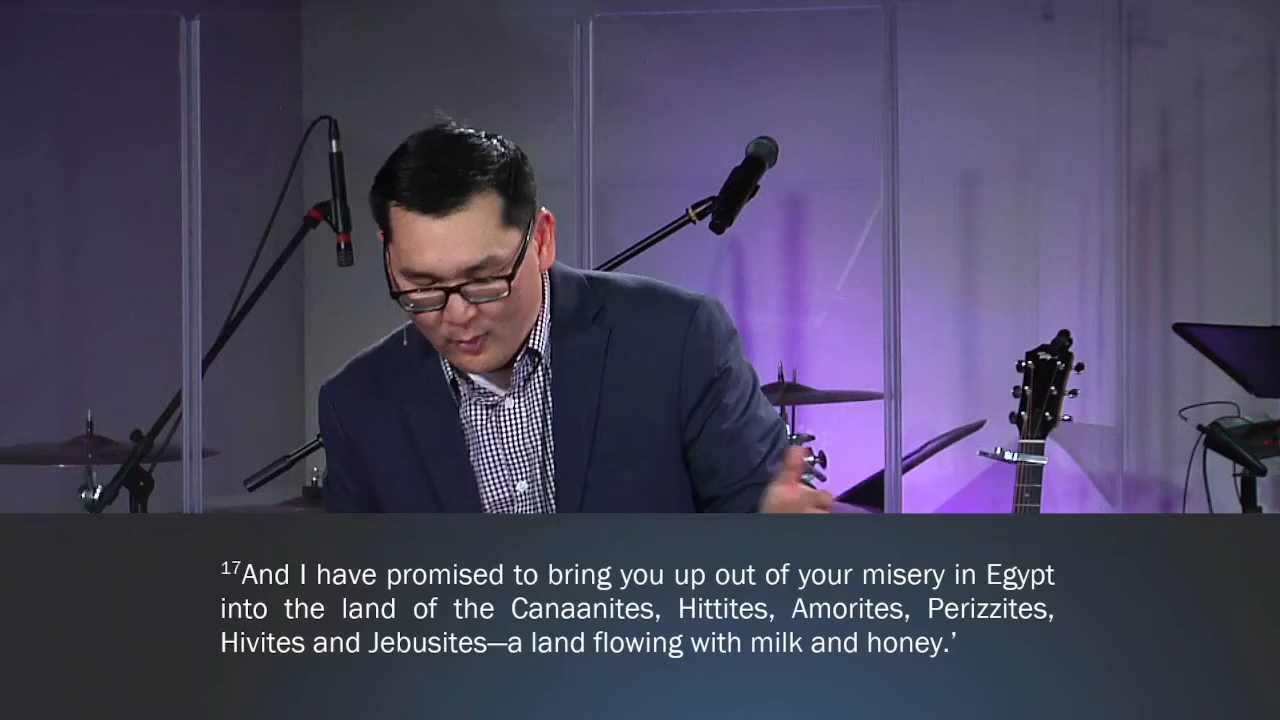 ¹⁷And I have promised to bring you up out of your misery in Egypt
into the land of the Canaanites, Hittites, Amorites, Perizzites,
Hivites and Jebusites—a land flowing with milk and honey.’